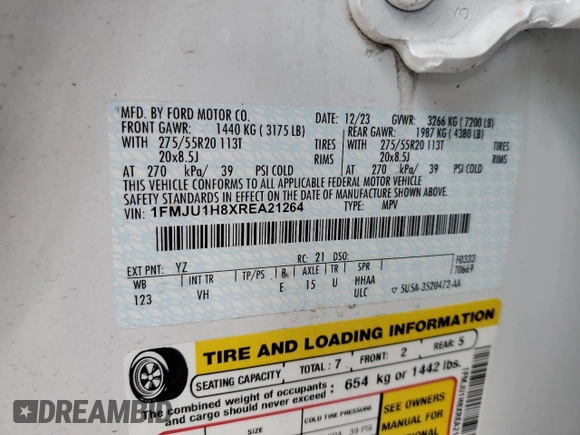 MFD. BY FORD MOTOR CO.
DATE: 12/23 GVWR: 3266 KG ( 7200 LB)
FRONT GAWR: 1440 KG ( 3175 LB) REAR GAWR: 1987 KG ( 4380 LB)
WITH 275/55R20 113T TIRES WITH 275/55R20 113T TIRES
20x8.5J RIMS 20x8.5J RIMS
AT 270 kPa/ 39 PSI COLD AT 270 kPa/ 39 PSI COLD
THIS VEHICLE CONFORMS TO ALL APPLICABLE FEDERAL MOTOR VEHICLE
SAFETY STANDARDS IN EFFECT ON THE DATE OF MANUFACTURE SHOWN ABOVE.
VIN: 1FMJU1H8XREA21264 TYPE: MPV
EXT PNT: YZ RC: 21 DSO: F0333
WB INT TR TP/PS R AXLE TR SPR T0669
123 VH E 15 U HHAA
ULC ▽ 5U5A-3520472-AA
TIRE AND LOADING INFORMATION
SEATING CAPACITY TOTAL: 7 FRONT: 2 REAR: 5
The combined weight of occupants and cargo should never exceed: 654 kg or 1442 lbs.
SIZE COLD TIRE PRESSURE SEE OWNERS
MANUAL FOR
39 PSI
DREAMBID